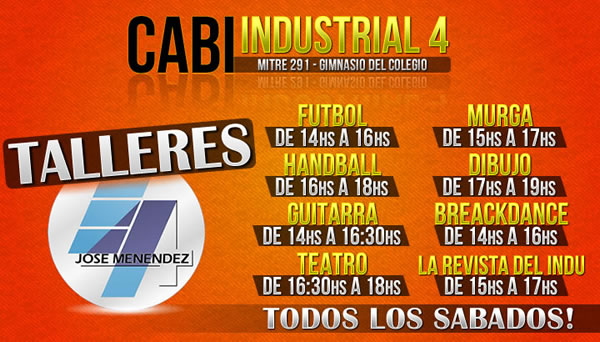 CABI INDUSTRIAL 4
MITRE 291 - GIMNASIO DEL COLEGIO
TALLERES
JOSE MENENDEZ
FUTBOL
DE 14HS A 16HS
HANDBALL
DE 16HS A 18HS
GUITARRA
DE 14HS A 16:30HS
TEATRO
DE 16:30HS A 18HS
MURGA
DE 15HS A 17HS
DIBUJO
DE 17HS A 19HS
BREACKDANCE
DE 14HS A 16HS
LA REVISTA DEL INDU
DE 15HS A 17HS
TODOS LOS SABADOS!